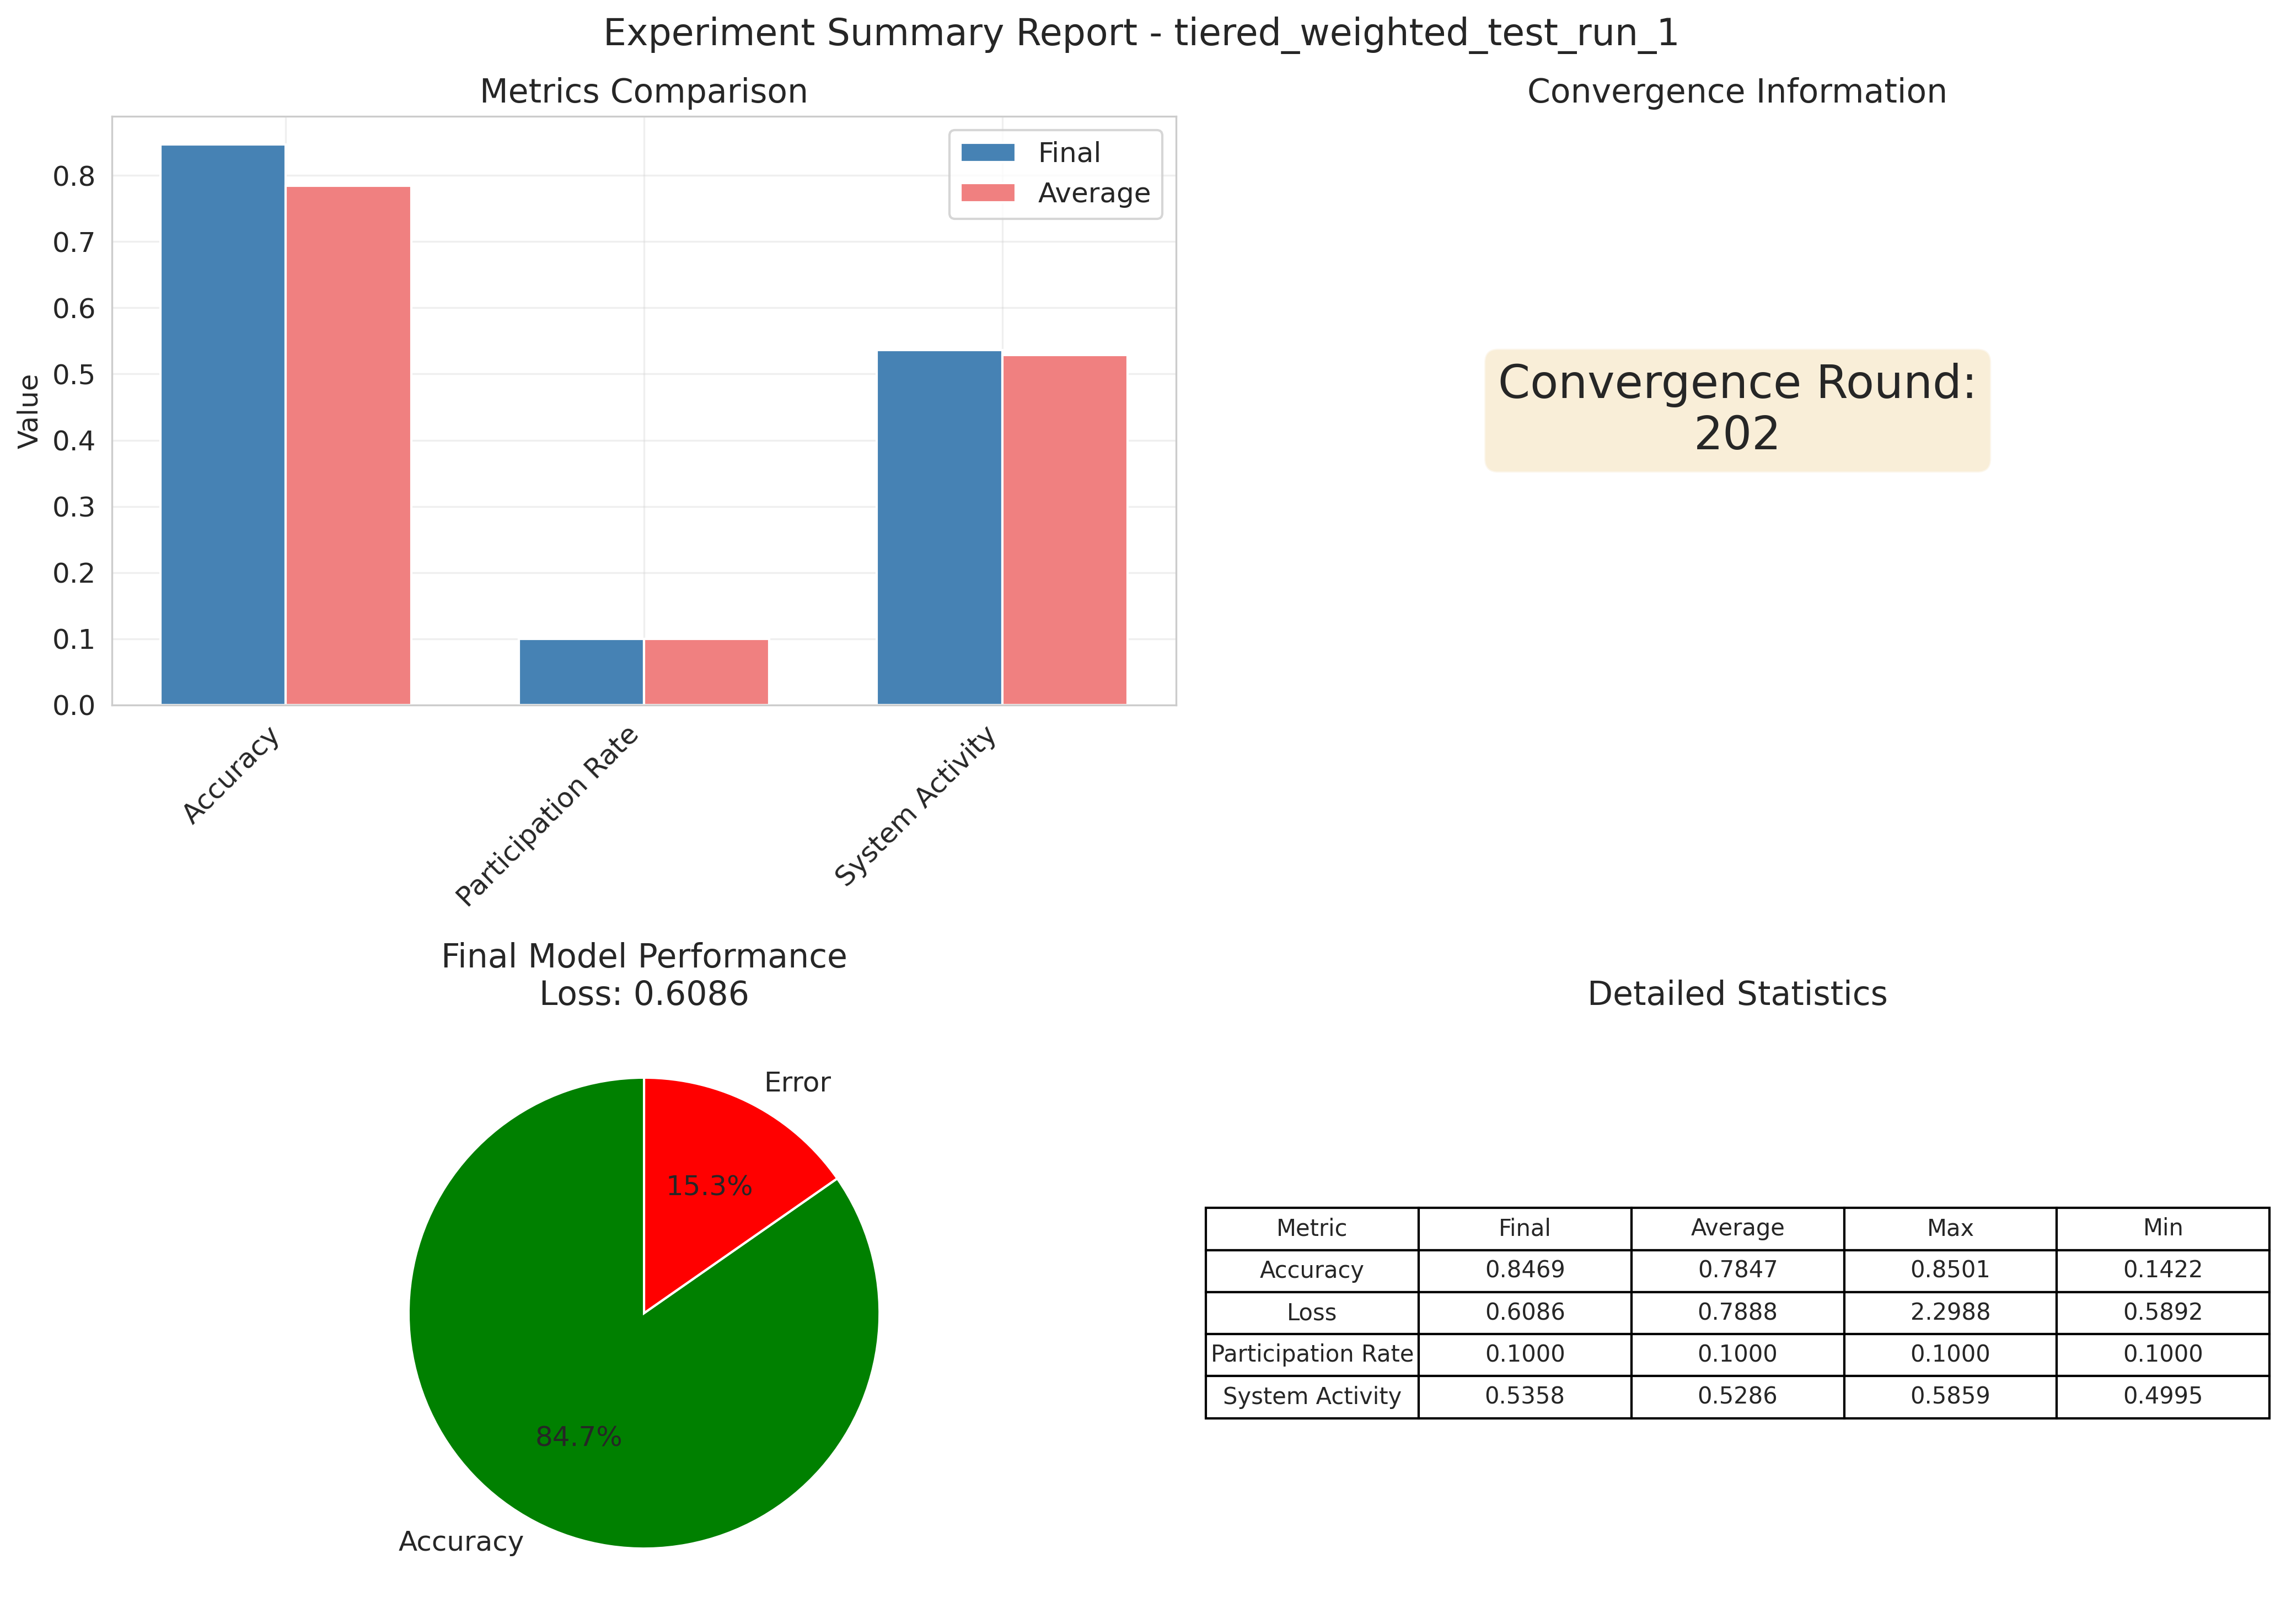 Experiment Summary Report - tiered_weighted_test_run_1
Metrics Comparison
Final
Average
Value
0.8
0.7
0.6
0.5
0.4
0.3
0.2
0.1
0.0
Accuracy
Participation Rate
System Activity
Convergence Information
Convergence Round:
202
Final Model Performance
Loss: 0.6086
Error
15.3%
84.7%
Accuracy
Detailed Statistics
Metric Final Average Max Min
Accuracy 0.8469 0.7847 0.8501 0.1422
Loss 0.6086 0.7888 2.2988 0.5892
Participation Rate 0.1000 0.1000 0.1000 0.1000
System Activity 0.5358 0.5286 0.5859 0.4995